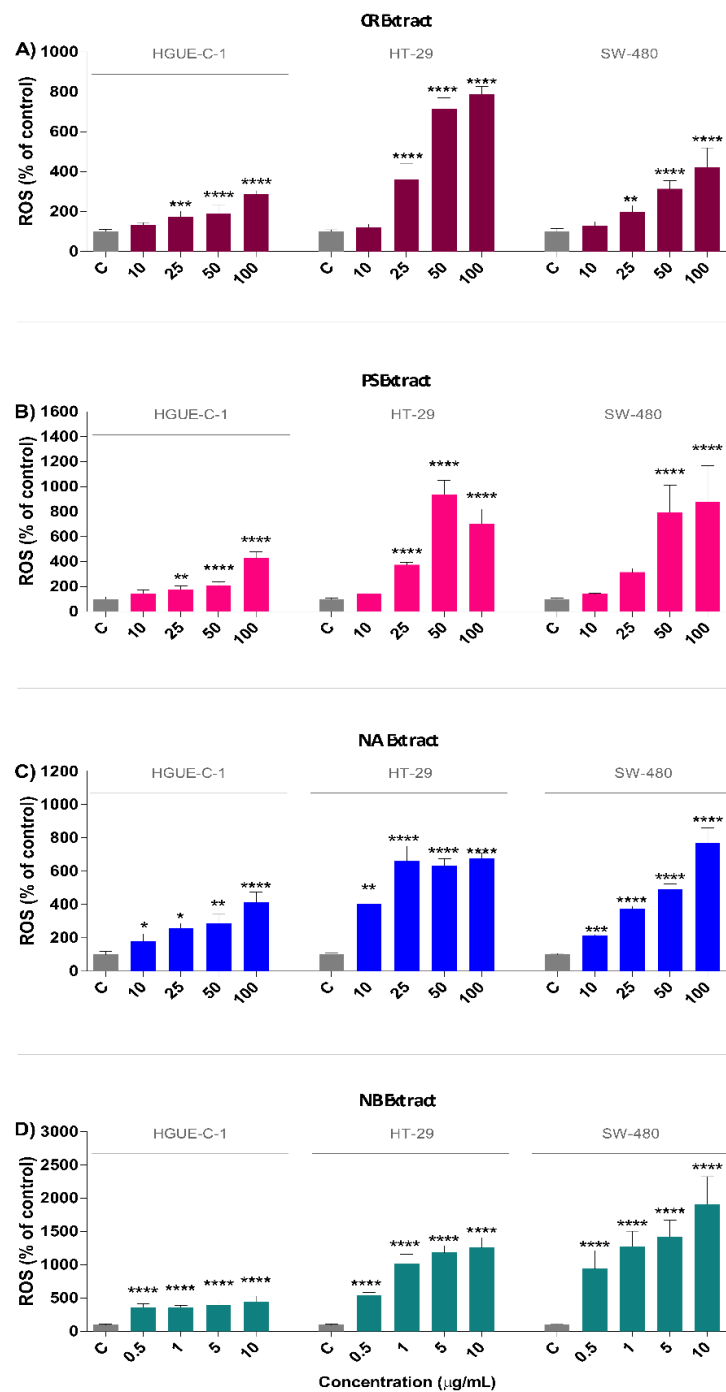 CR Extract
A)
HGUE-C-1 HT-29 SW-480
ROS (% of control)
1000
800
600
400
200
0
*** **** **** **** **** **** ** **** ****
C 10 25 50 100 C 10 25 50 100 C 10 25 50 100
PS Extract
B)
HGUE-C-1 HT-29 SW-480
ROS (% of control)
1600
1400
1200
1000
800
600
400
200
0
** **** **** **** **** **** **** ****
C 10 25 50 100 C 10 25 50 100 C 10 25 50 100
NA Extract
C)
HGUE-C-1 HT-29 SW-480
ROS (% of control)
1200
1000
800
600
400
200
0
* * ** **** ** **** **** **** *** **** **** ****
C 10 25 50 100 C 10 25 50 100 C 10 25 50 100
NB Extract
D)
HGUE-C-1 HT-29 SW-480
ROS (% of control)
3000
2500
2000
1500
1000
500
0
**** **** **** **** **** **** **** **** **** **** **** ****
C 0.5 1 5 10 C 0.5 1 5 10 C 0.5 1 5 10
Concentration (µg/mL)